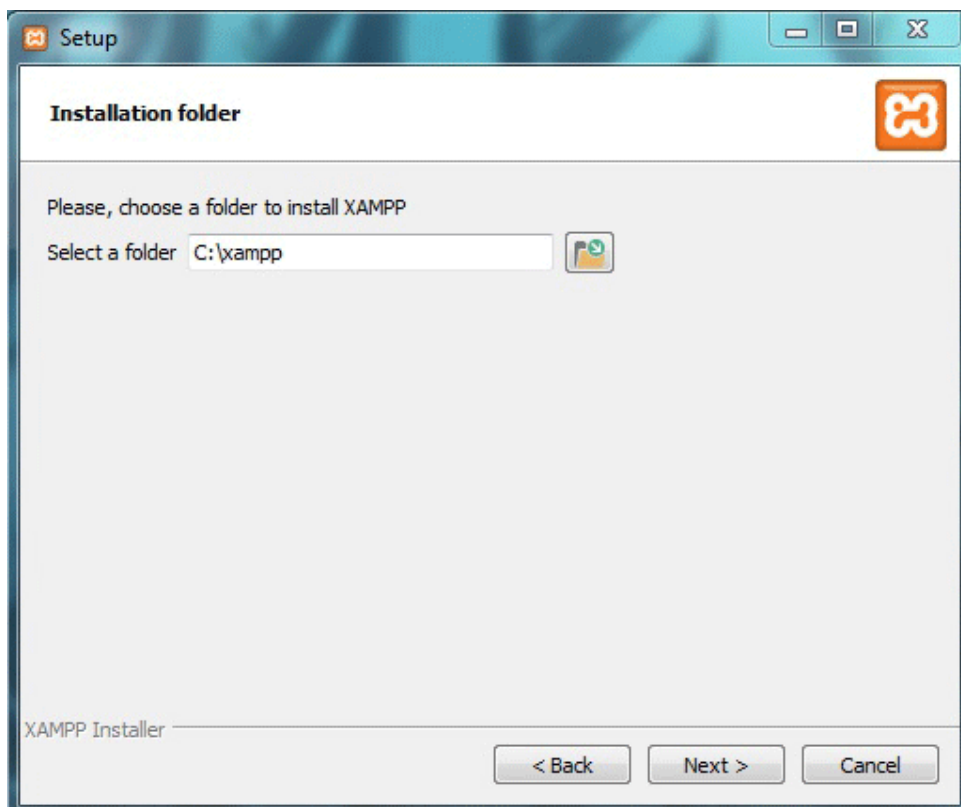 Setup
Installation folder
Please, choose a folder to install XAMPP
Select a folder C:\xampp
XAMPP Installer
< Back Next > Cancel